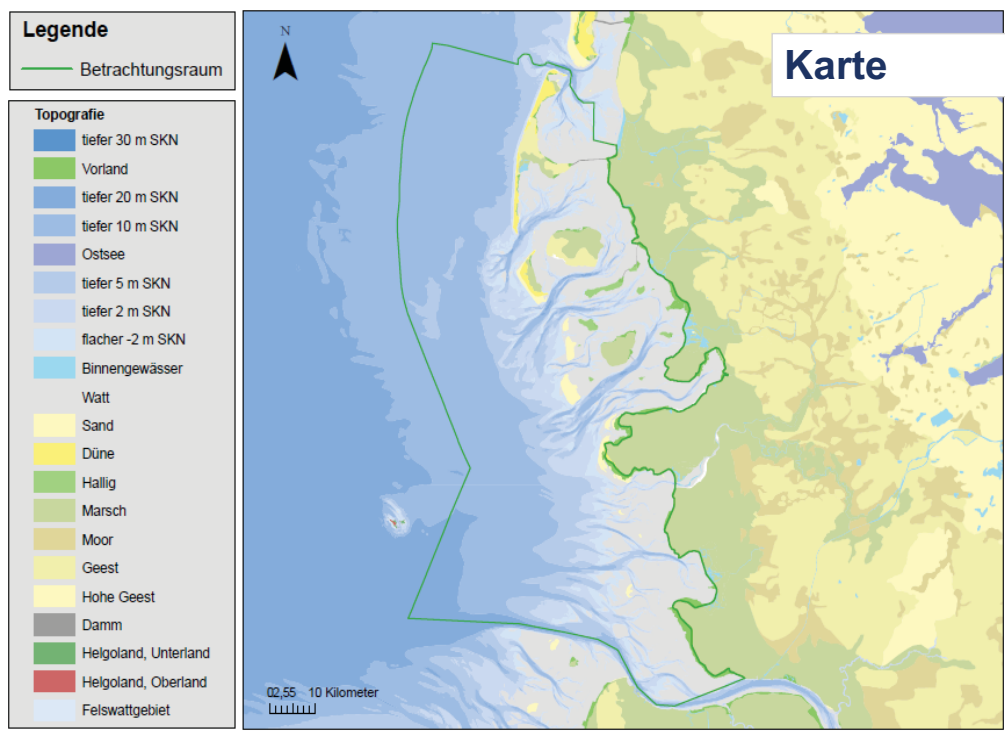 Legende
Betrachtungsraum
Topografie
tiefer 30 m SKN
Vorland
tiefer 20 m SKN
tiefer 10 m SKN
Ostsee
tiefer 5 m SKN
tiefer 2 m SKN
flacher -2 m SKN
Binnengewässer
Watt
Sand
Düne
Hallig
Marsch
Moor
Geest
Hohe Geest
Damm
Helgoland, Unterland
Helgoland, Oberland
Felswattgebiet
N
Karte
02,55 10 Kilometer